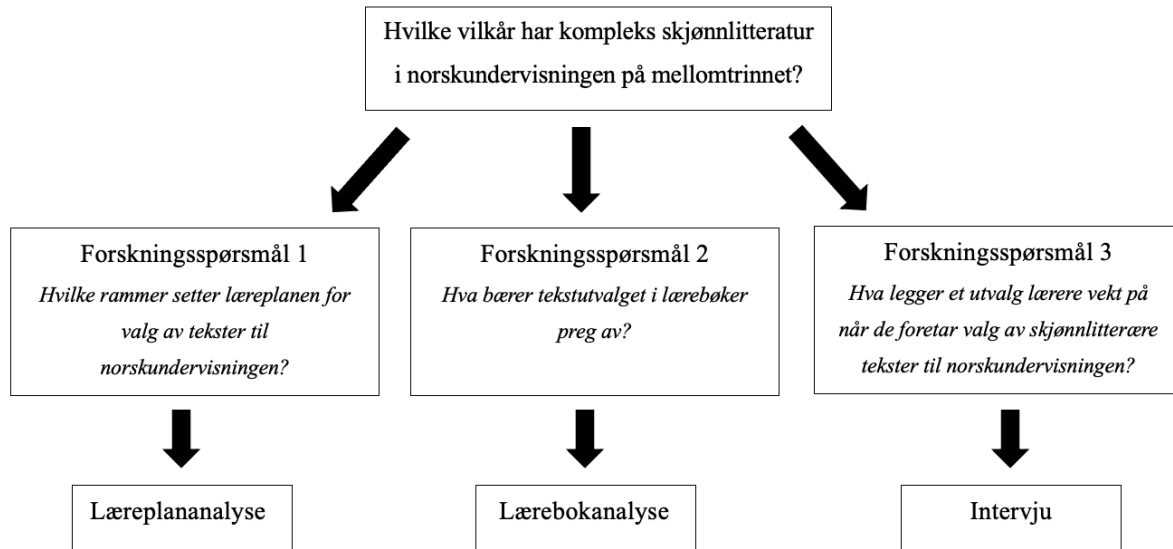 Hvilke vilkår har kompleks skjønnlitteratur
i norskundervisningen på mellomtrinnet?
Forskningsspørsmål 1
Hvilke rammer setter læreplanen for
valg av tekster til
norskundervisningen?
Forskningsspørsmål 2
Hva bærer tekstutvalget i lærebøker
preg av?
Forskningsspørsmål 3
Hva legger et utvalg lærere vekt på
når de foretar valg av skjønnlitterære
tekster til norskundervisningen?
Læreplananalyse
Lærebokanalyse
Intervju